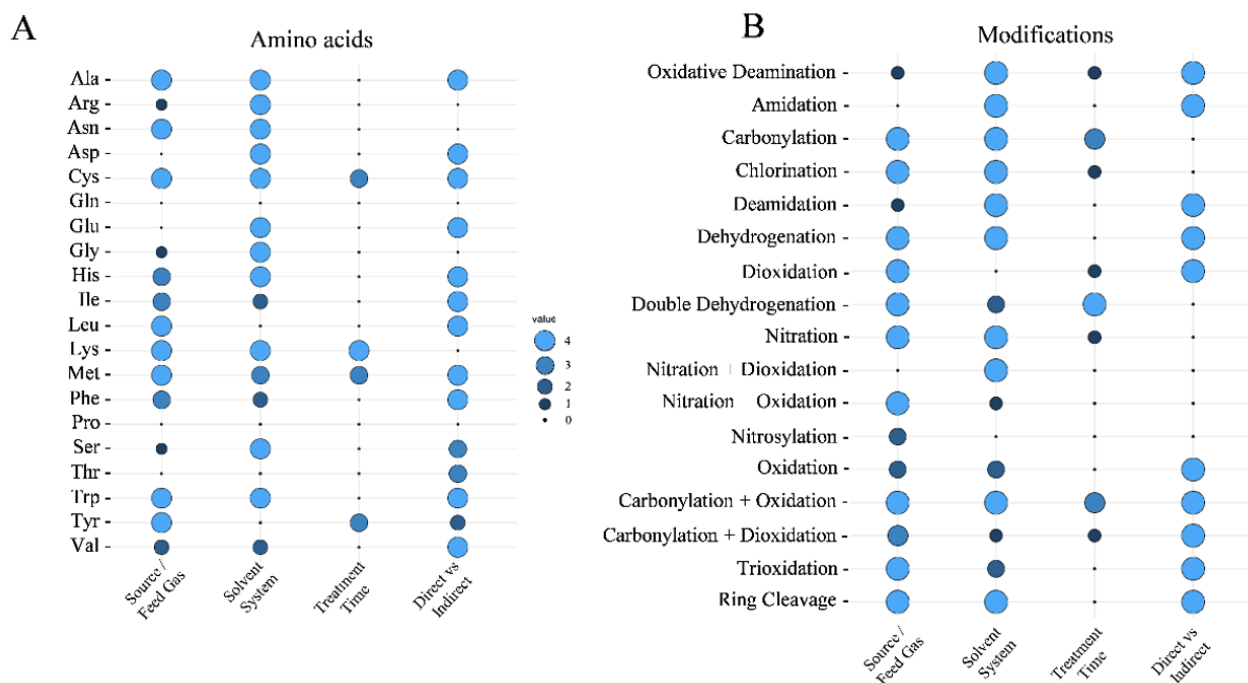 A
Amino acids
Ala
Arg
Asn
Asp
Cys
Gln
Glu
Gly
His
Ile
Leu
Lys
Met
Phe
Pro
Ser
Thr
Trp
Tyr
Val
Source /
Feed Gas
Solvent
System
Treatment
Time
Direct vs
Indirect
value
4
3
2
1
0
B
Modifications
Oxidative Deamination
Amidation
Carbonylation
Chlorination
Deamidation
Dehydrogenation
Dioxidation
Double Dehydrogenation
Nitration
Nitration Dioxidation
Nitration Oxidation
Nitrosylation
Oxidation
Carbonylation + Oxidation
Carbonylation + Dioxidation
Trioxidation
Ring Cleavage
Source /
Feed Gas
Solvent
System
Treatment
Time
Direct vs
Indirect